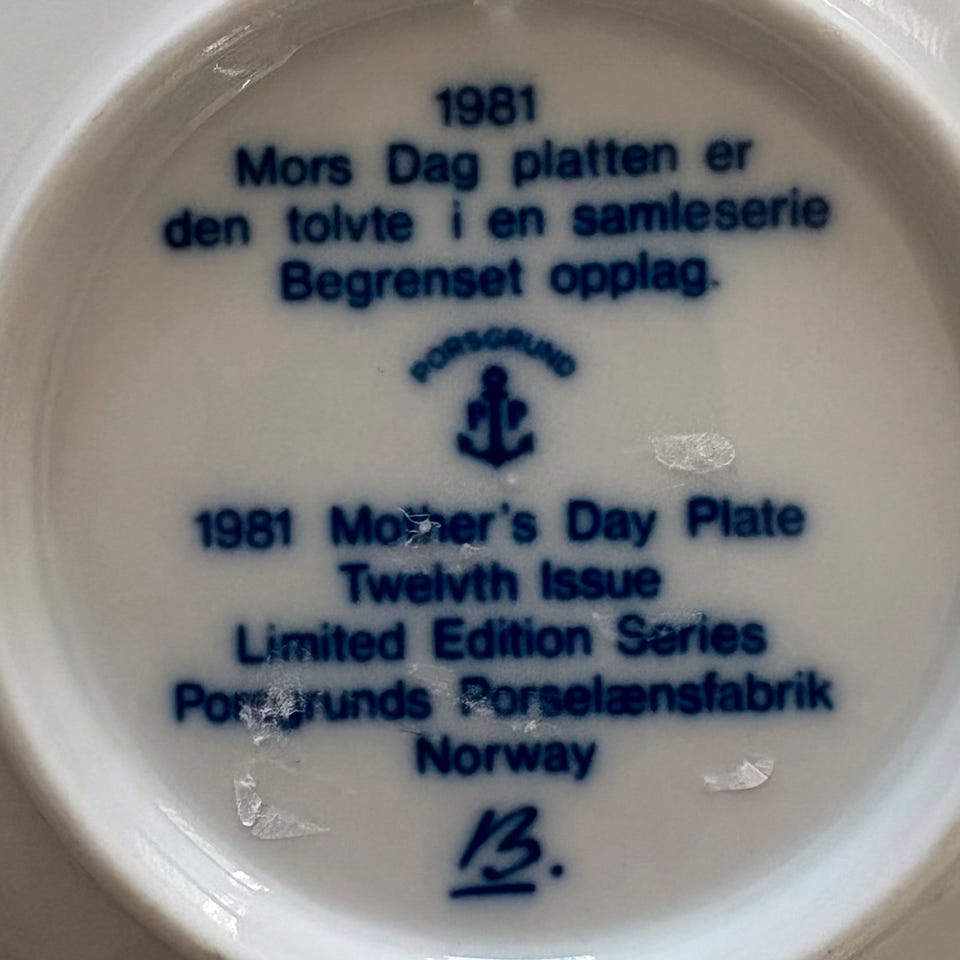 1981
Mors Dag platten er
den tolvte i en samleserie
Begrenset opplag.
PORSGRUND
P P
1981 Mother's Day Plate
Twelvth Issue
Limited Edition Series
Porsgrunds Porselænsfabrik
Norway
B.